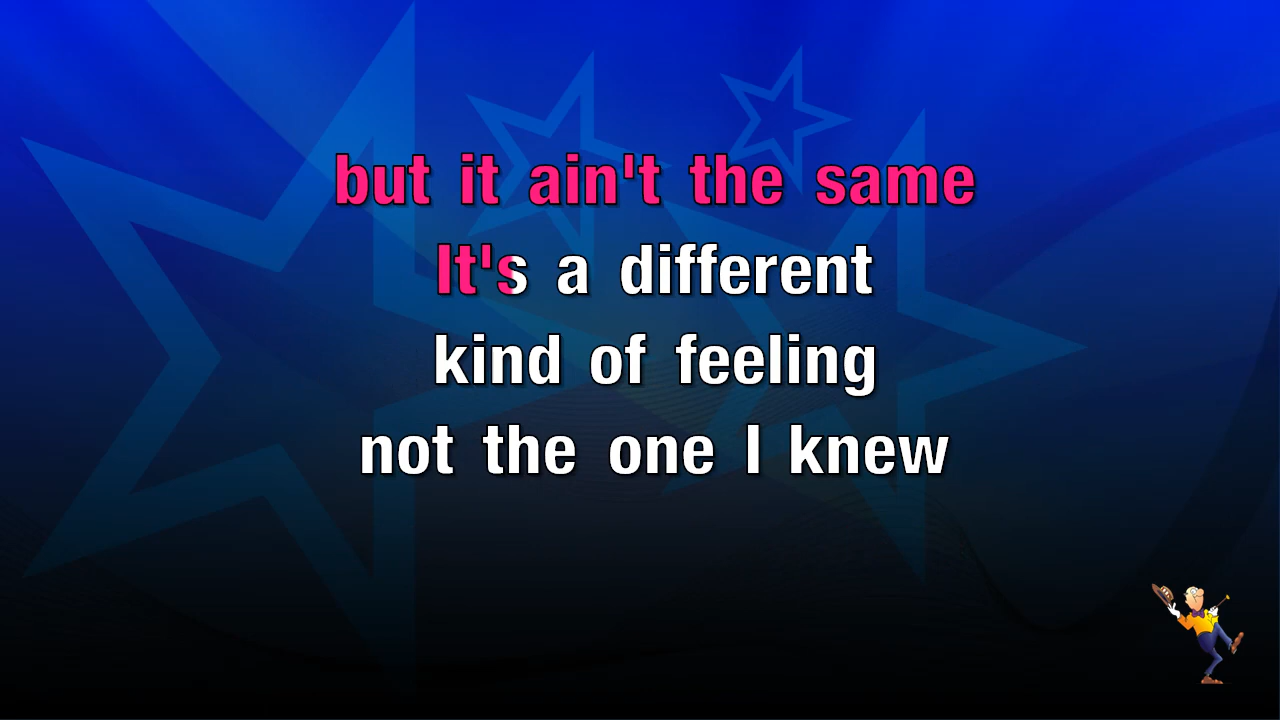 but it ain't the same
It's a different
kind of feeling
not the one I knew